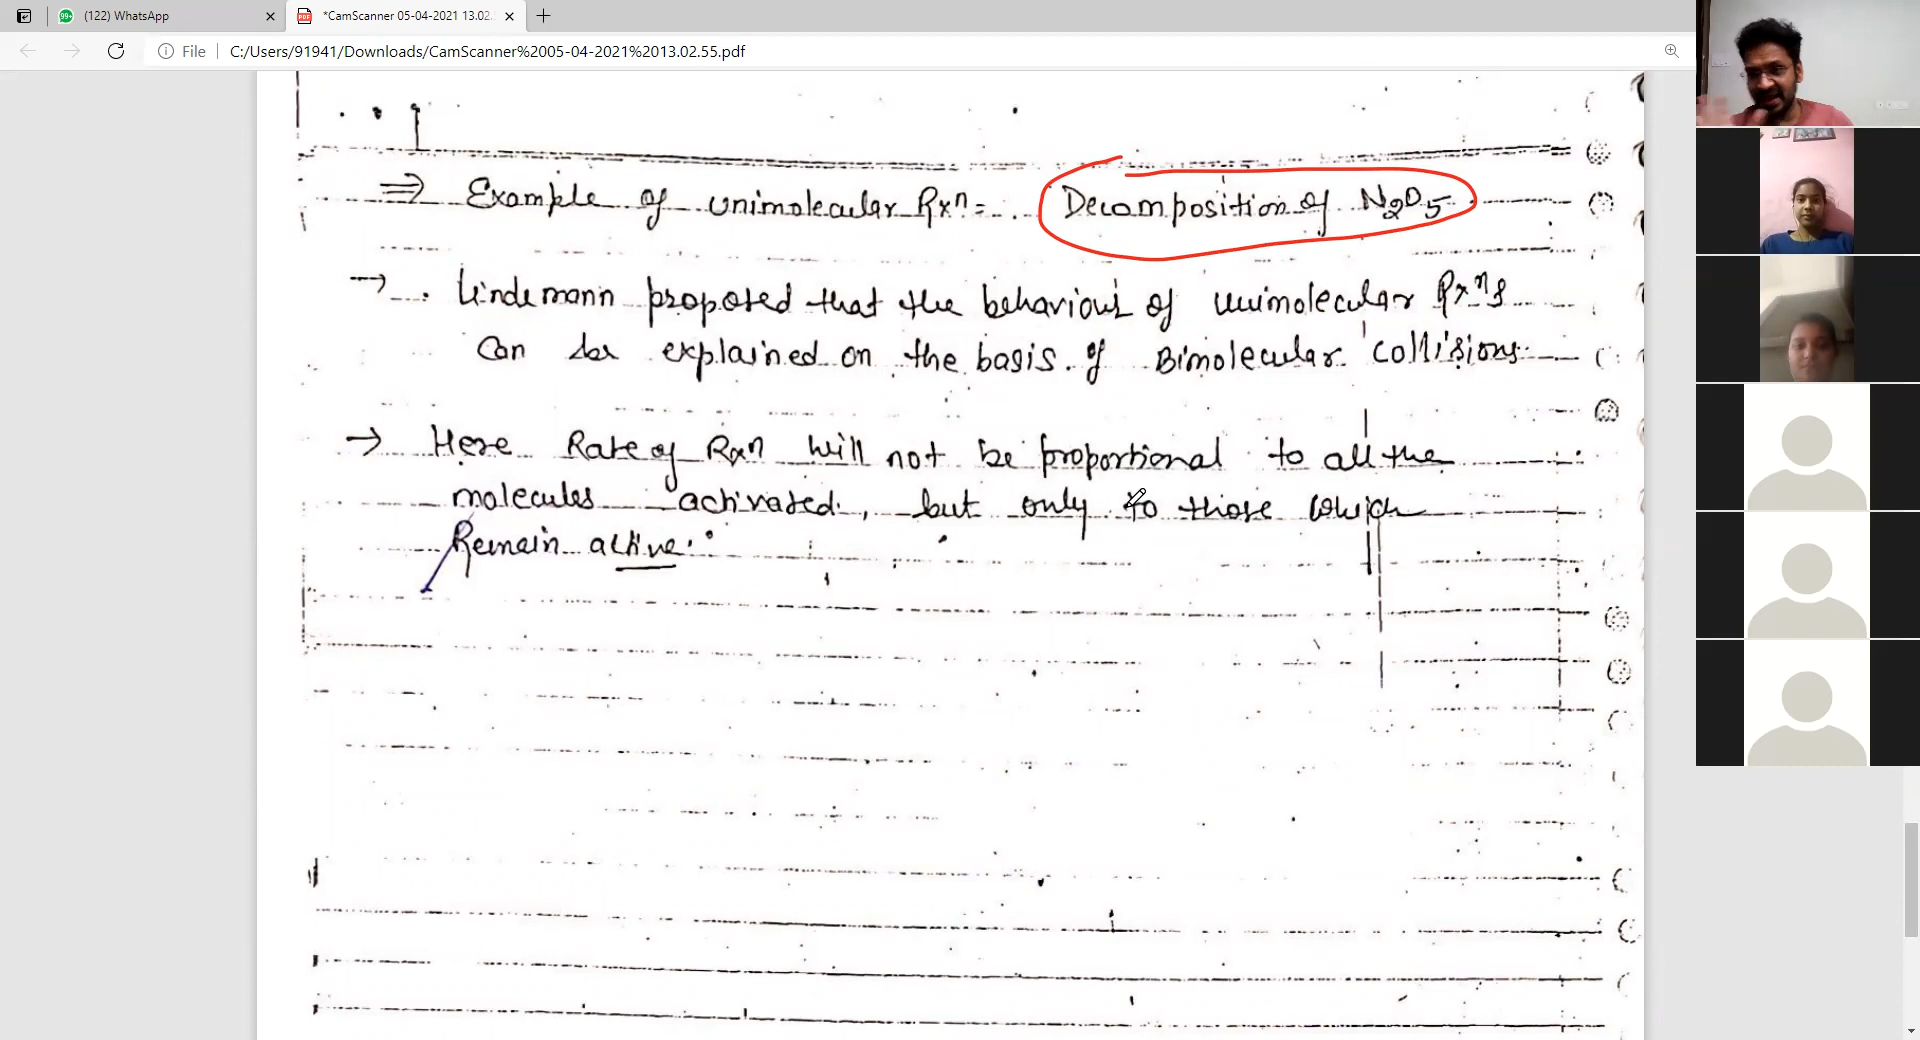 (122) WhatsApp
*CamScanner 05-04-2021 13.02.
File
C:/Users/91941/Downloads/CamScanner%2005-04-2021%2013.02.55.pdf
⇒ Example of unimolecular Rxn = Decomposition of N2O5
→ Lindemann proposed that the behaviour of unimolecular Rxns
Can be explained on the basis of Bimolecular Collisions
→ Here Rate of Rxn will not be proportional to all the
molecules activated, but only to those which
Remain active.